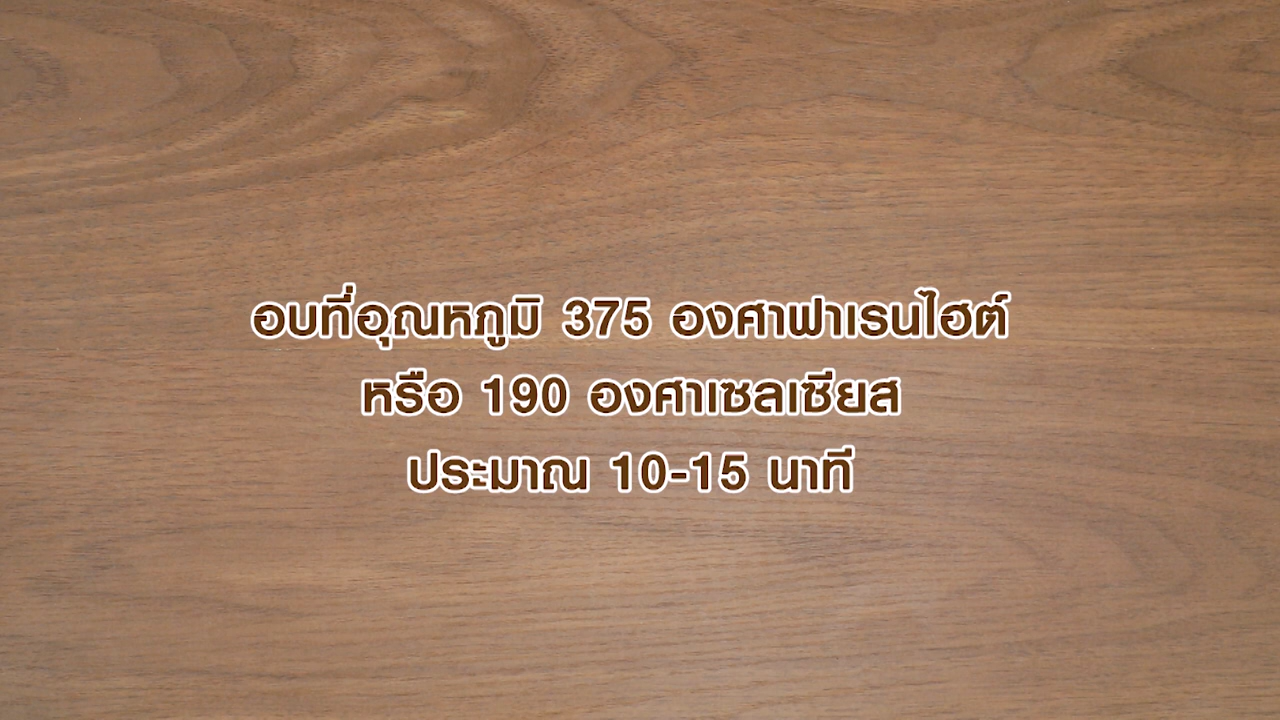 อบที่อุณหภูมิ 375 องศาฟาเรนไฮต์
หรือ 190 องศาเซลเซียส
ประมาณ 10-15 นาที